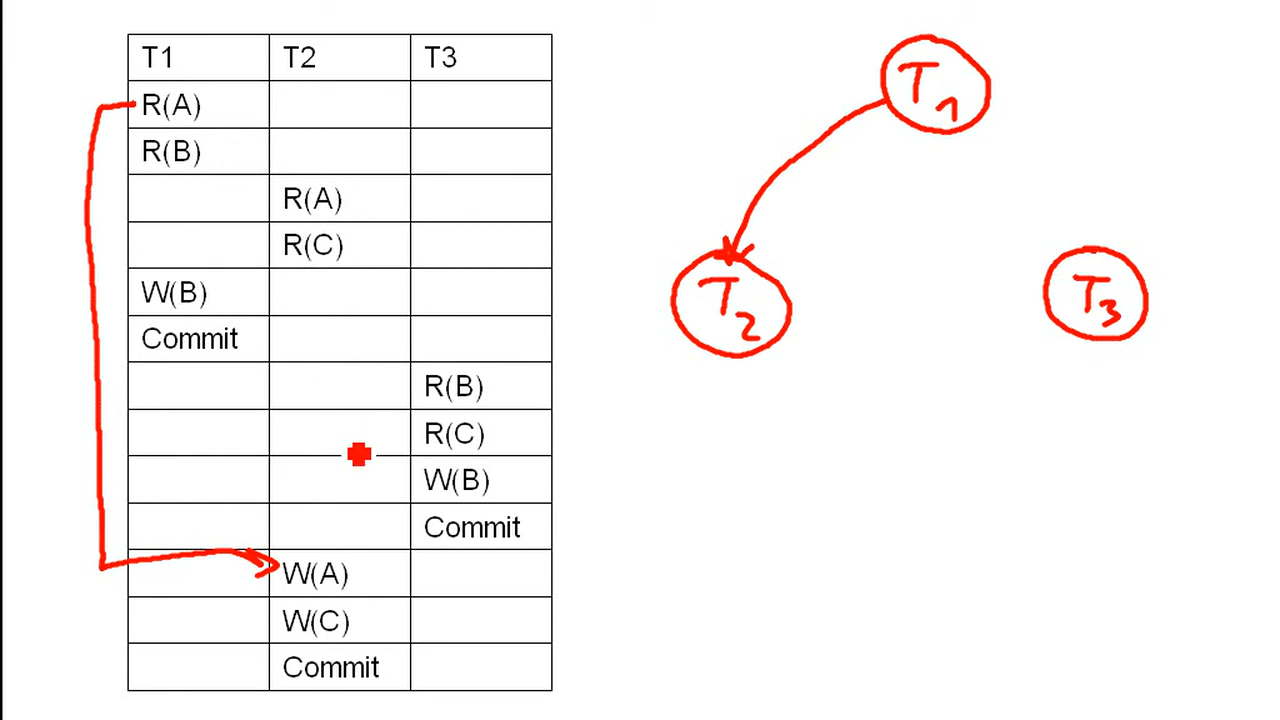 T1 T2 T3
R(A)
R(B)
R(A)
R(C)
W(B)
Commit
R(B)
R(C)
W(B)
Commit
W(A)
W(C)
Commit
T1
T2
T3